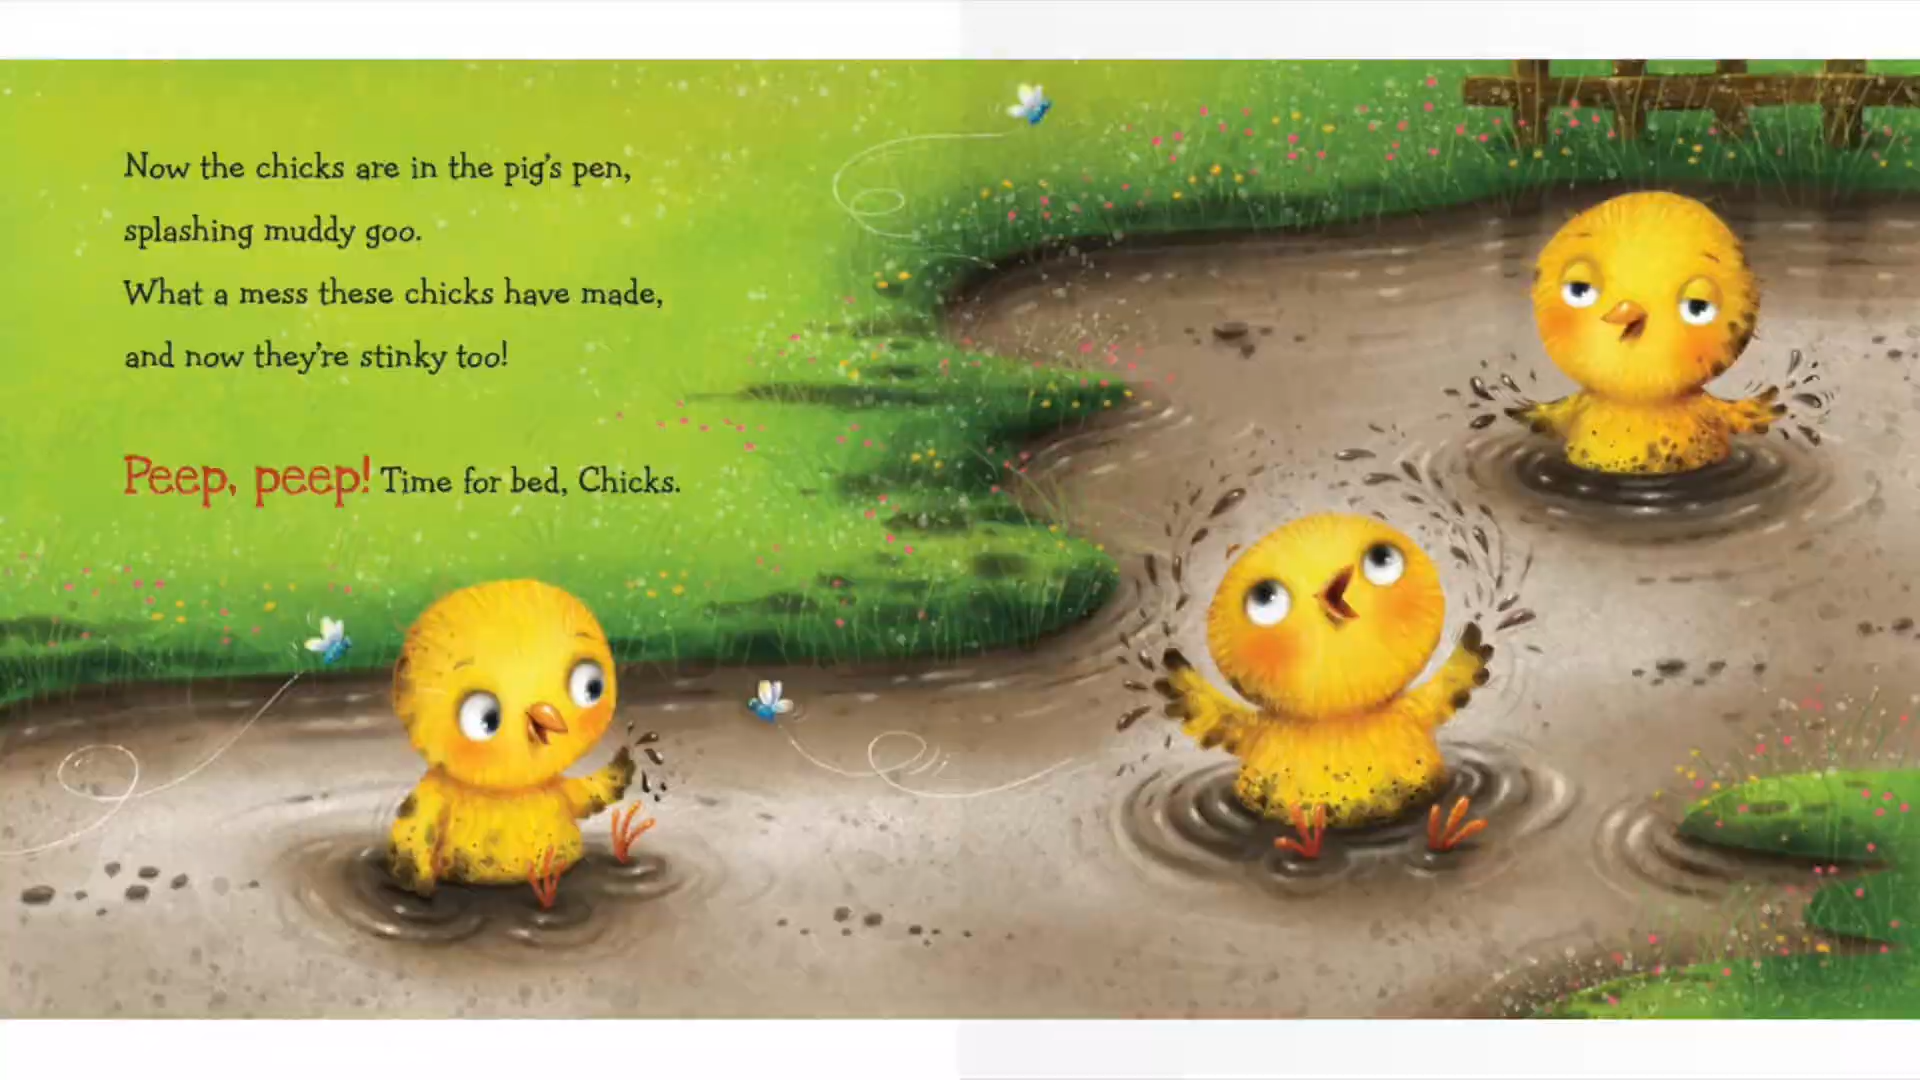 Now the chicks are in the pig's pen,
splashing muddy goo.
What a mess these chicks have made,
and now they're stinky too!
Peep, peep! Time for bed, Chicks.